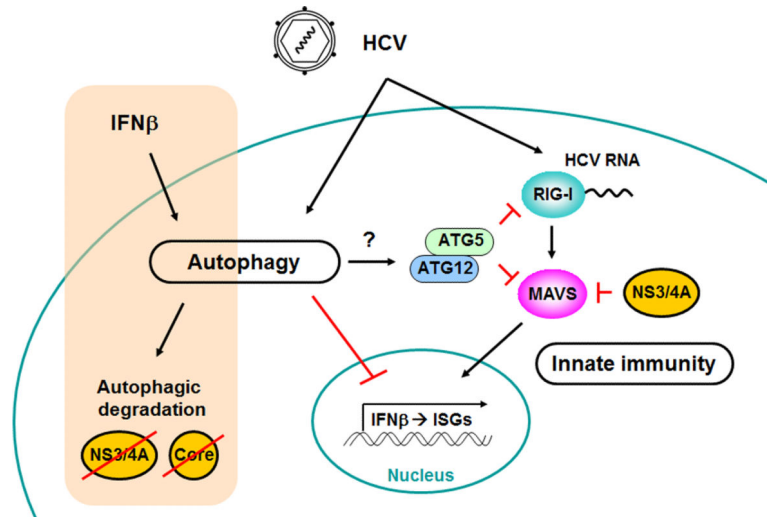 HCV
IFNβ
HCV RNA
RIG-I
?
ATG5
ATG12
Autophagy
MAVS
NS3/4A
Innate immunity
Autophagic
degradation
NS3/4A
Core
IFNβ → ISGs
Nucleus